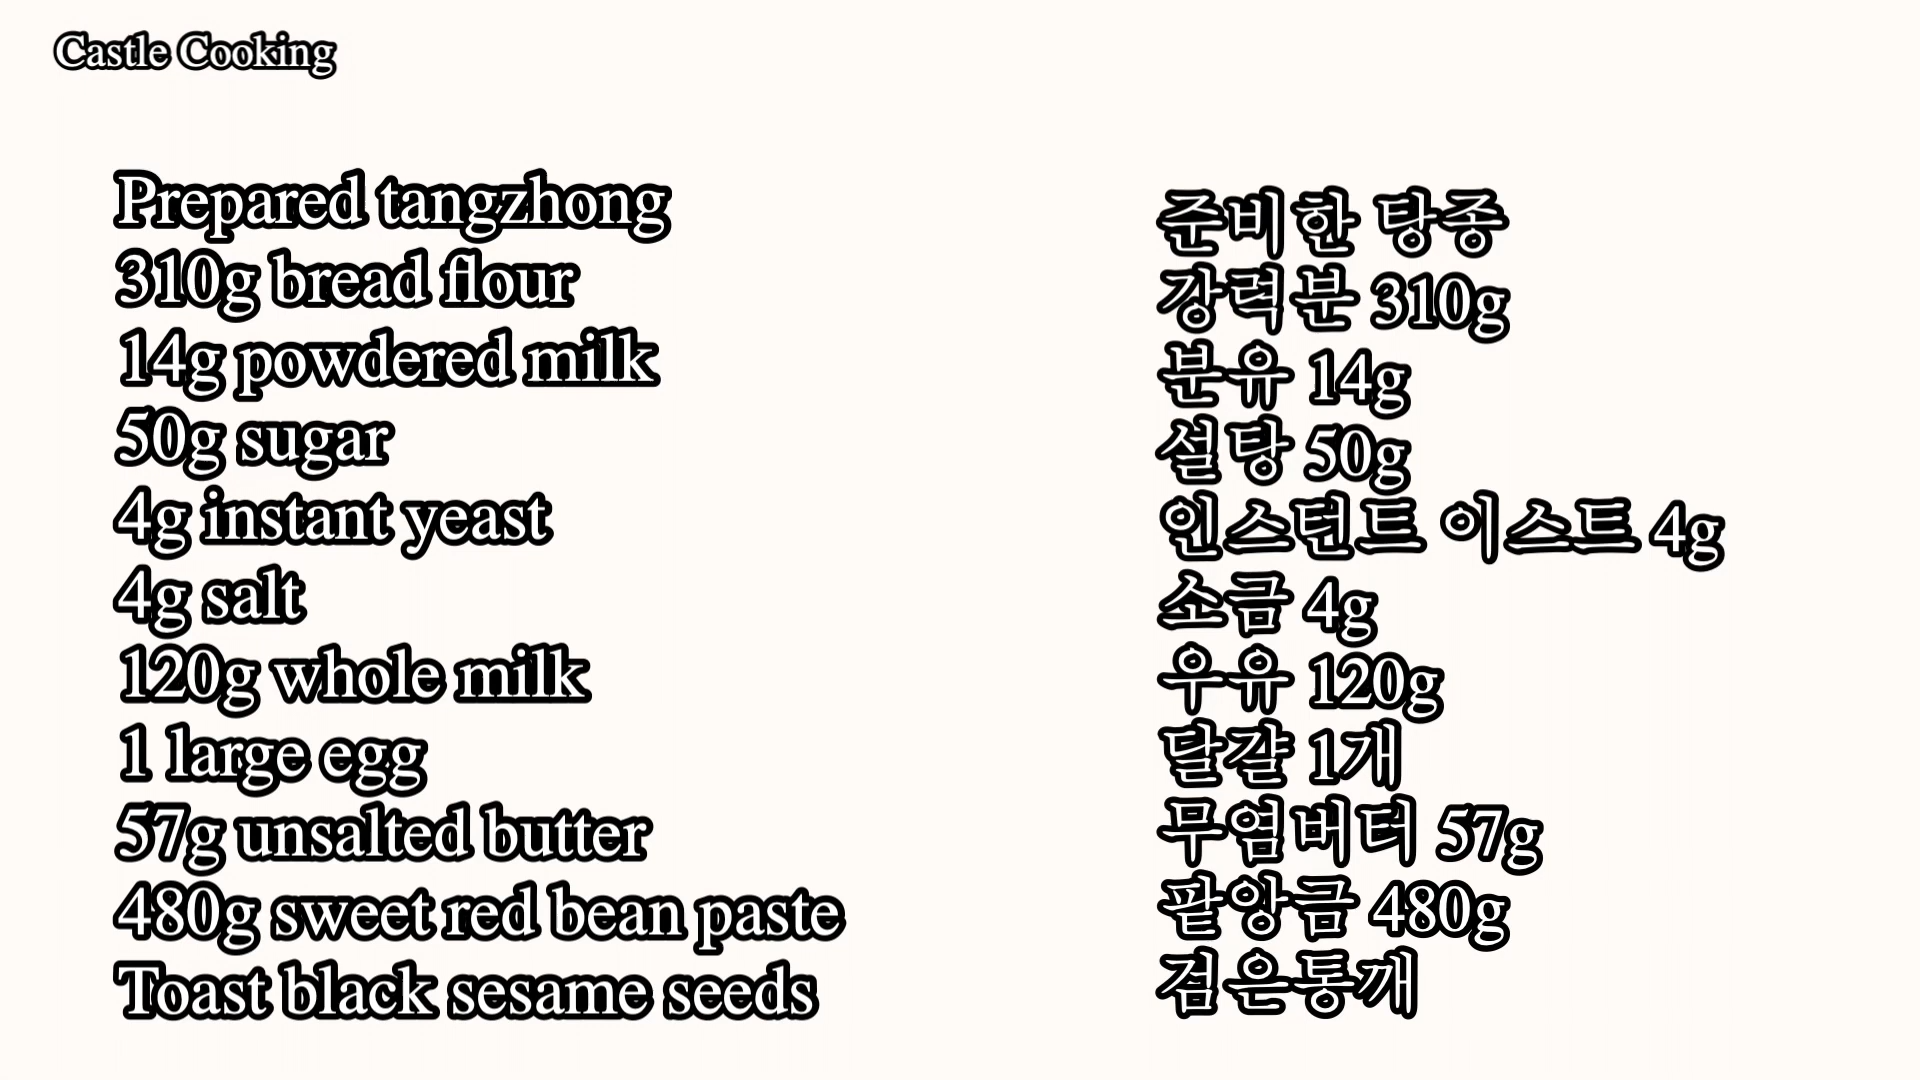 Castle Cooking
Prepared tangzhong
310g bread flour
14g powdered milk
50g sugar
4g instant yeast
4g salt
120g whole milk
1 large egg
57g unsalted butter
480g sweet red bean paste
Toast black sesame seeds
준비한 탕종
강력분 310g
분유 14g
설탕 50g
인스턴트 이스트 4g
소금 4g
우유 120g
달걀 1개
무염버터 57g
팥앙금 480g
검은통깨